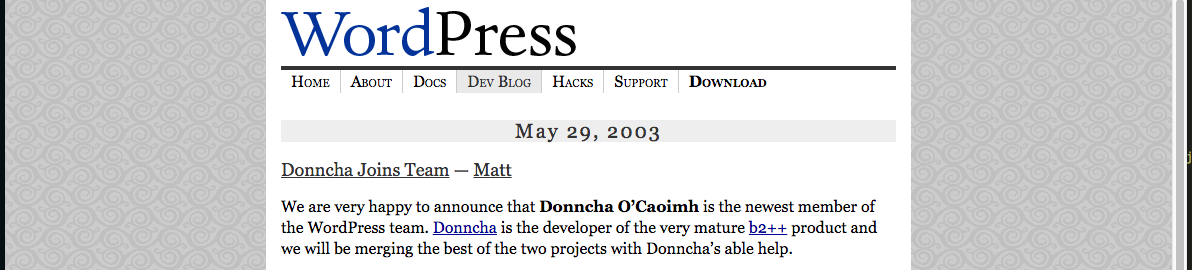 WordPress
Home About Docs Dev Blog Hacks Support Download
May 29, 2003
Donncha Joins Team — Matt
We are very happy to announce that Donncha O’Caoimh is the newest member of
the WordPress team. Donncha is the developer of the very mature b2++ product and
we will be merging the best of the two projects with Donncha’s able help.